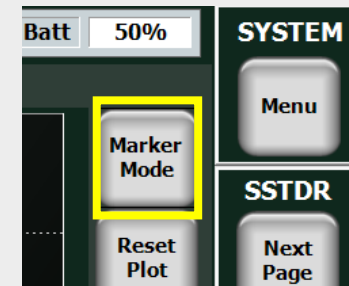 Batt 50% SYSTEM
Menu
Marker
Mode
SSTDR
Reset
Plot
Next
Page